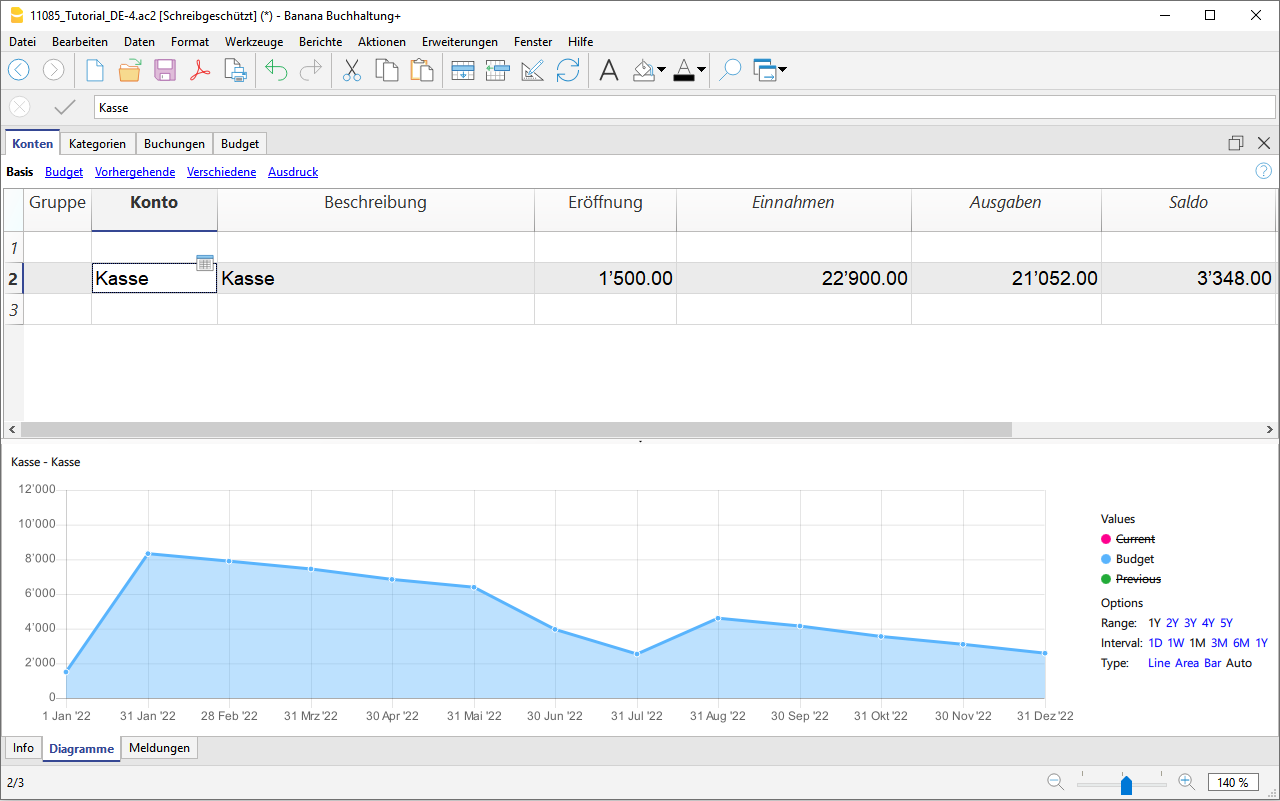 11085_Tutorial_DE-4.ac2 [Schreibgeschützt] (*) - Banana Buchhaltung+
Datei Bearbeiten Daten Format Werkzeuge Berichte Aktionen Erweiterungen Fenster Hilfe
Kasse
Konten Kategorien Buchungen Budget
Basis Budget Vorhergehende Verschiedene Ausdruck
Gruppe Konto Beschreibung Eröffnung Einnahmen Ausgaben Saldo
1
2 Kasse Kasse 1’500.00 22’900.00 21’052.00 3’348.00
3
Kasse - Kasse
12'000
10'000
8'000
6'000
4'000
2'000
0
1 Jan '22 31 Jan '22 28 Feb '22 31 Mrz '22 30 Apr '22 31 Mai '22 30 Jun '22 31 Jul '22 31 Aug '22 30 Sep '22 31 Okt '22 30 Nov '22 31 Dez '22
Values
Current
Budget
Previous
Options
Range: 1Y 2Y 3Y 4Y 5Y
Interval: 1D 1W 1M 3M 6M 1Y
Type: Line Area Bar Auto
Info Diagramme Meldungen
2/3 140 %